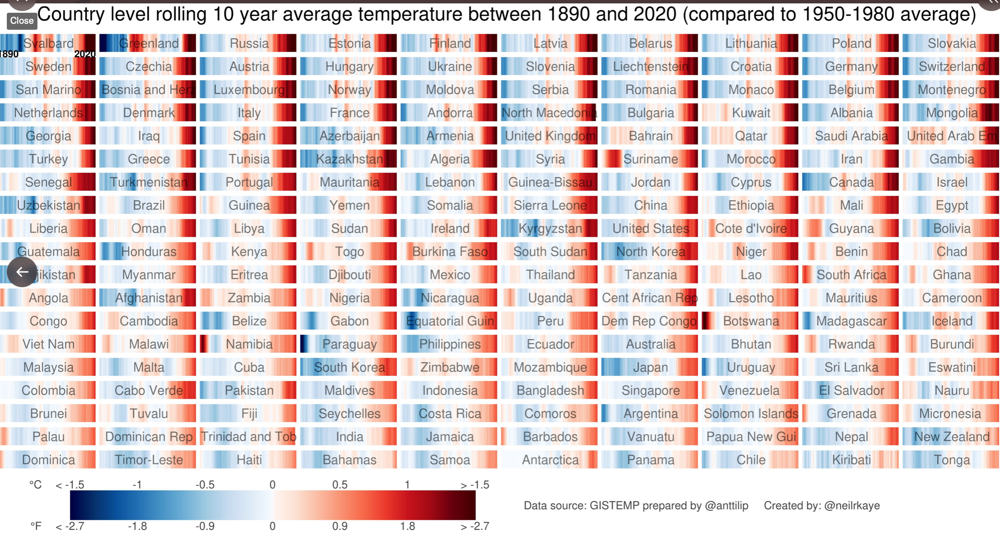 Country level rolling 10 year average temperature between 1890 and 2020 (compared to 1950-1980 average)
Close
Svalbard Greenland Russia Estonia Finland Latvia Belarus Lithuania Poland Slovakia
1890 2020
Sweden Czechia Austria Hungary Ukraine Slovenia Liechtenstein Croatia Germany Switzerland
San Marino Bosnia and Herz Luxembourg Norway Moldova Serbia Romania Monaco Belgium Montenegro
Netherlands Denmark Italy France Andorra North Macedonia Bulgaria Kuwait Albania Mongolia
Georgia Iraq Spain Azerbaijan Armenia United Kingdom Bahrain Qatar Saudi Arabia United Arab Em
Turkey Greece Tunisia Kazakhstan Algeria Syria Suriname Morocco Iran Gambia
Senegal Turkmenistan Portugal Mauritania Lebanon Guinea-Bissau Jordan Cyprus Canada Israel
Uzbekistan Brazil Guinea Yemen Somalia Sierra Leone China Ethiopia Mali Egypt
Liberia Oman Libya Sudan Ireland Kyrgyzstan United States Cote d'Ivoire Guyana Bolivia
Guatemala Honduras Kenya Togo Burkina Faso South Sudan North Korea Niger Benin Chad
jikistan Myanmar Eritrea Djibouti Mexico Thailand Tanzania Lao South Africa Ghana
Angola Afghanistan Zambia Nigeria Nicaragua Uganda Cent African Rep Lesotho Mauritius Cameroon
Congo Cambodia Belize Gabon Equatorial Guin Peru Dem Rep Congo Botswana Madagascar Iceland
Viet Nam Malawi Namibia Paraguay Philippines Ecuador Australia Bhutan Rwanda Burundi
Malaysia Malta Cuba South Korea Zimbabwe Mozambique Japan Uruguay Sri Lanka Eswatini
Colombia Cabo Verde Pakistan Maldives Indonesia Bangladesh Singapore Venezuela El Salvador Nauru
Brunei Tuvalu Fiji Seychelles Costa Rica Comoros Argentina Solomon Islands Grenada Micronesia
Palau Dominican Rep Trinidad and Tob India Jamaica Barbados Vanuatu Papua New Gui Nepal New Zealand
Dominica Timor-Leste Haiti Bahamas Samoa Antarctica Panama Chile Kiribati Tonga
°C < -1.5 -1 -0.5 0 0.5 1 > -1.5
Data source: GISTEMP prepared by @anttilip Created by: @neilrkaye
°F < -2.7 -1.8 -0.9 0 0.9 1.8 > -2.7